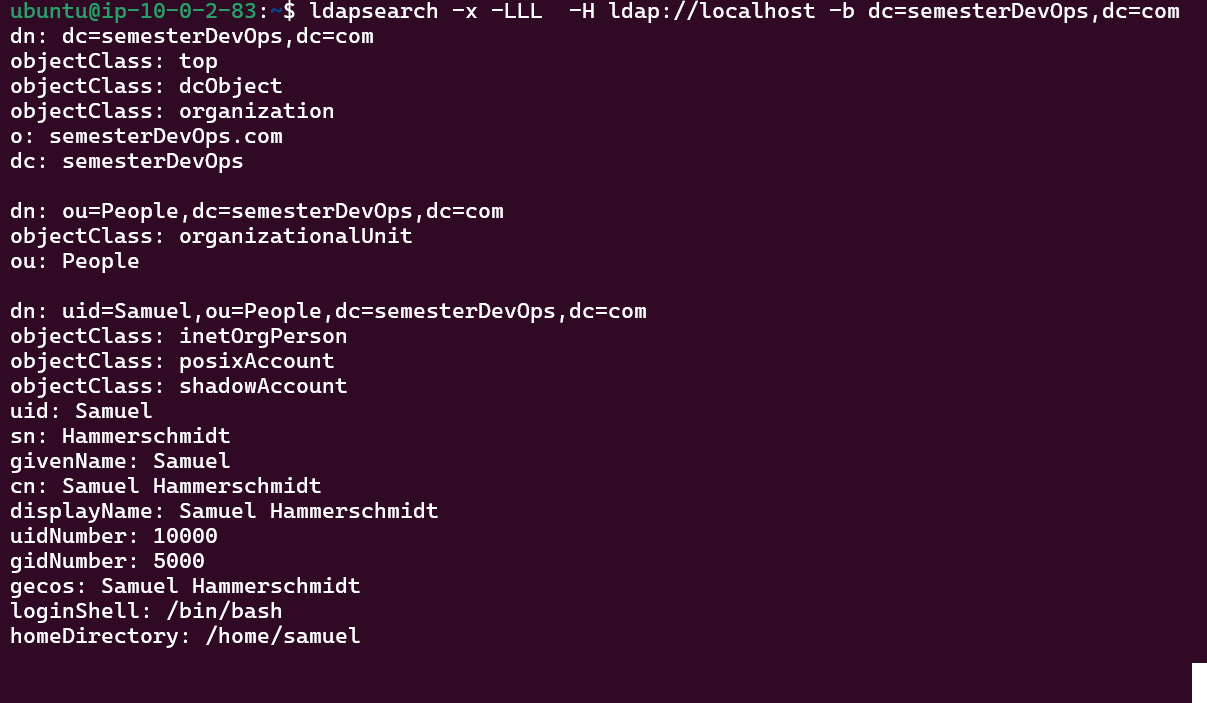 ubuntu@ip-10-0-2-83:~$ ldapsearch -x -LLL  -H ldap://localhost -b dc=semesterDevOps,dc=com
dn: dc=semesterDevOps,dc=com
objectClass: top
objectClass: dcObject
objectClass: organization
o: semesterDevOps.com
dc: semesterDevOps

dn: ou=People,dc=semesterDevOps,dc=com
objectClass: organizationalUnit
ou: People

dn: uid=Samuel,ou=People,dc=semesterDevOps,dc=com
objectClass: inetOrgPerson
objectClass: posixAccount
objectClass: shadowAccount
uid: Samuel
sn: Hammerschmidt
givenName: Samuel
cn: Samuel Hammerschmidt
displayName: Samuel Hammerschmidt
uidNumber: 10000
gidNumber: 5000
gecos: Samuel Hammerschmidt
loginShell: /bin/bash
homeDirectory: /home/samuel